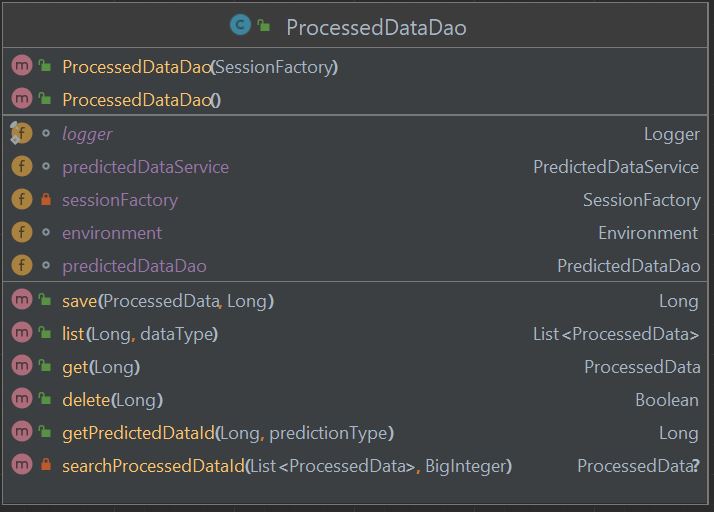 C ProcessedDataDao
m ProcessedDataDao(SessionFactory)
m ProcessedDataDao()
f logger Logger
f predictedDataService PredictedDataService
f sessionFactory SessionFactory
f environment Environment
f predictedDataDao PredictedDataDao
m save(ProcessedData, Long) Long
m list(Long, dataType) List<ProcessedData>
m get(Long) ProcessedData
m delete(Long) Boolean
m getPredictedDataId(Long, predictionType) Long
m searchProcessedDataId(List<ProcessedData>, BigInteger) ProcessedData?